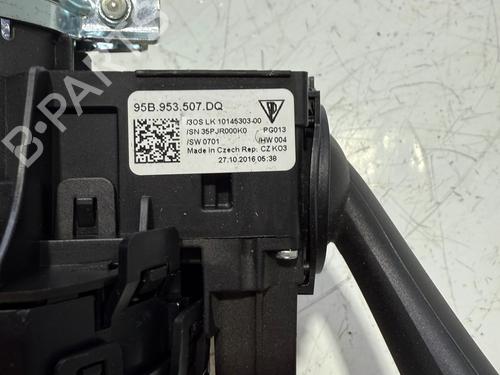 95B.953.507.DQ
/3OS LK 10145303-00
/SN 35PJR000K0 PG013
/SW 0701 /HW 004
Made in Czech Rep. CZ K03
27.10.2016 05:38
B-PARTS